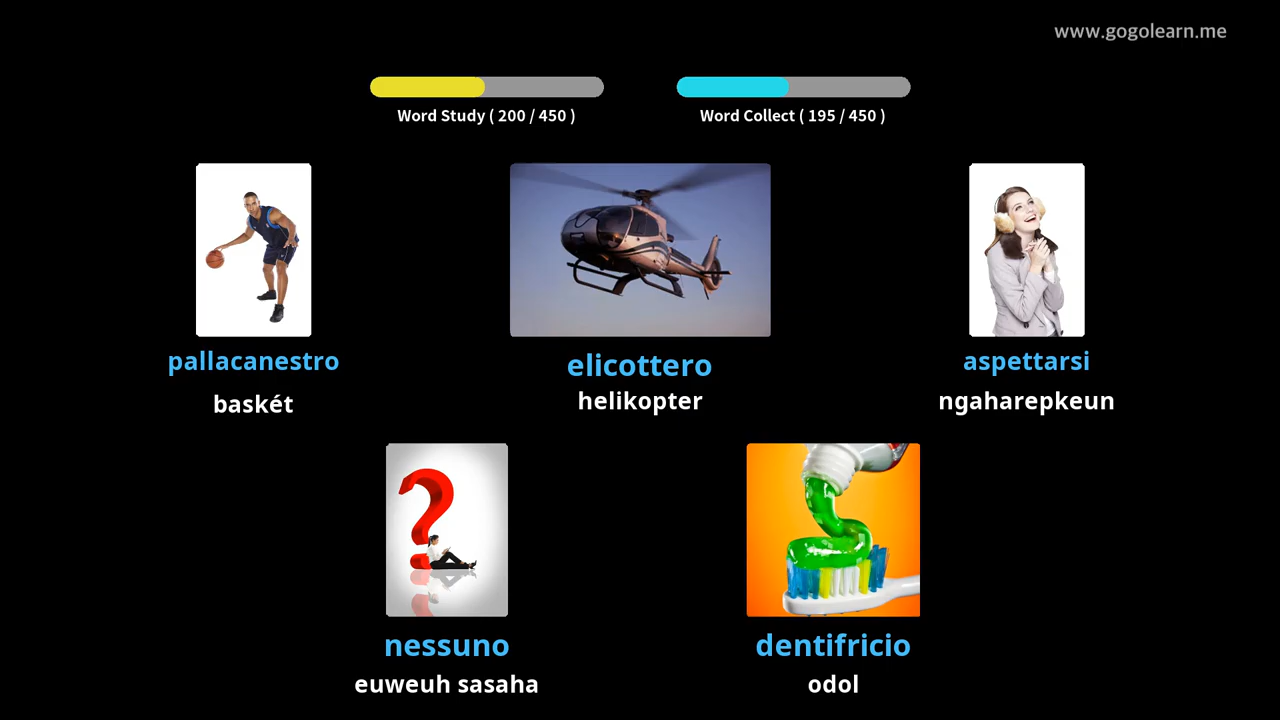 www.gogolearn.me
Word Study ( 200 / 450 )
Word Collect ( 195 / 450 )
pallacanestro
baskét
elicottero
helikopter
aspettarsi
ngaharepkeun
nessuno
euweuh sasaha
dentifricio
odol